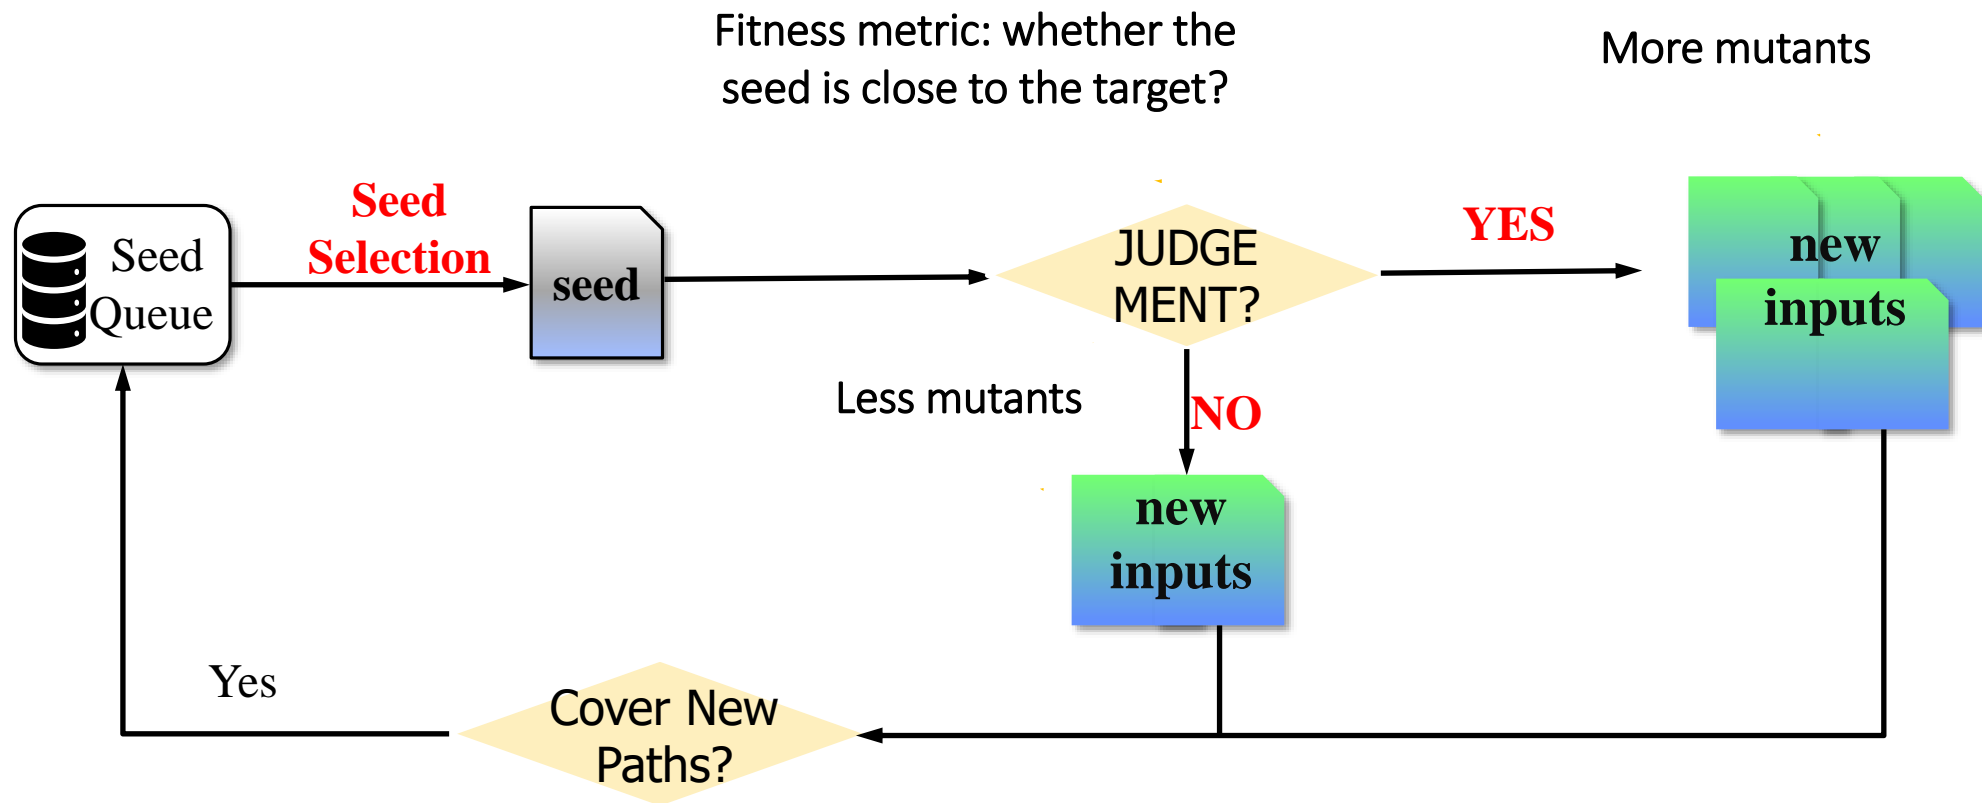 Fitness metric: whether the
seed is close to the target?
More mutants
Seed
Selection
Seed
Queue
seed
JUDGE
MENT?
YES
new
inputs
Less mutants
NO
new
inputs
Yes
Cover New
Paths?